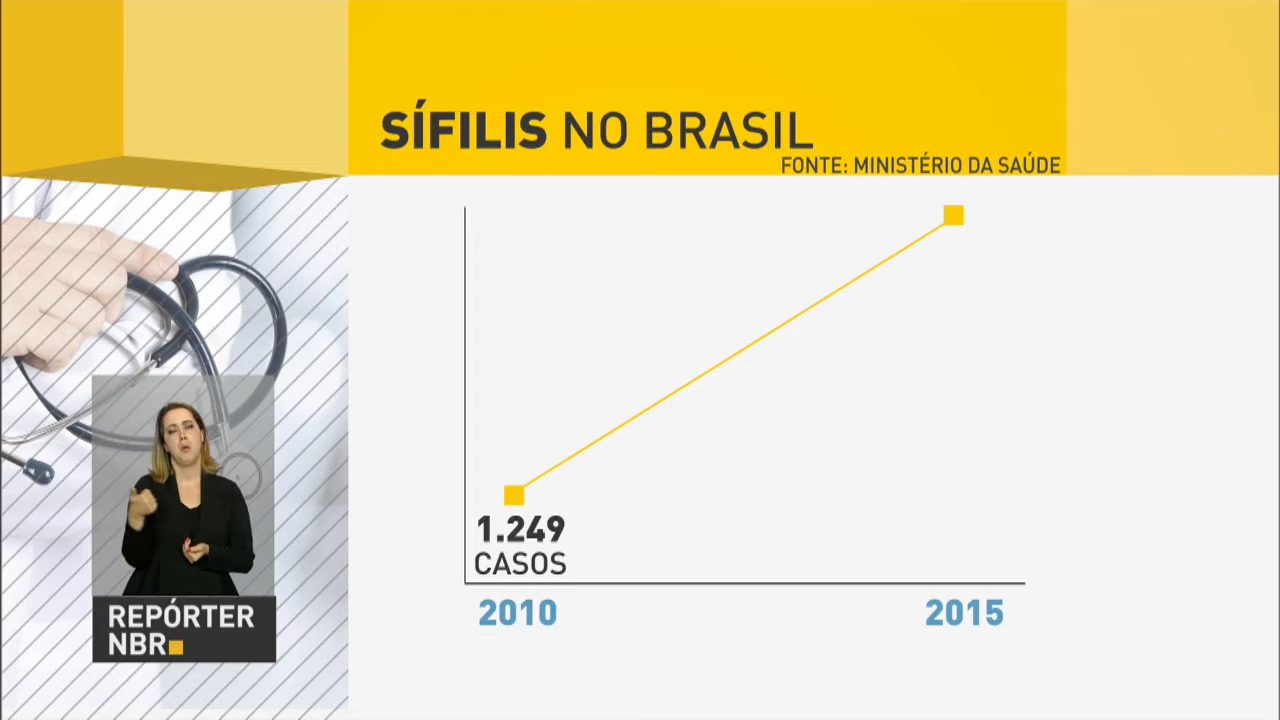 SÍFILIS NO BRASIL
FONTE: MINISTÉRIO DA SAÚDE
1.249
CASOS
2010
2015
REPÓRTER
NBR